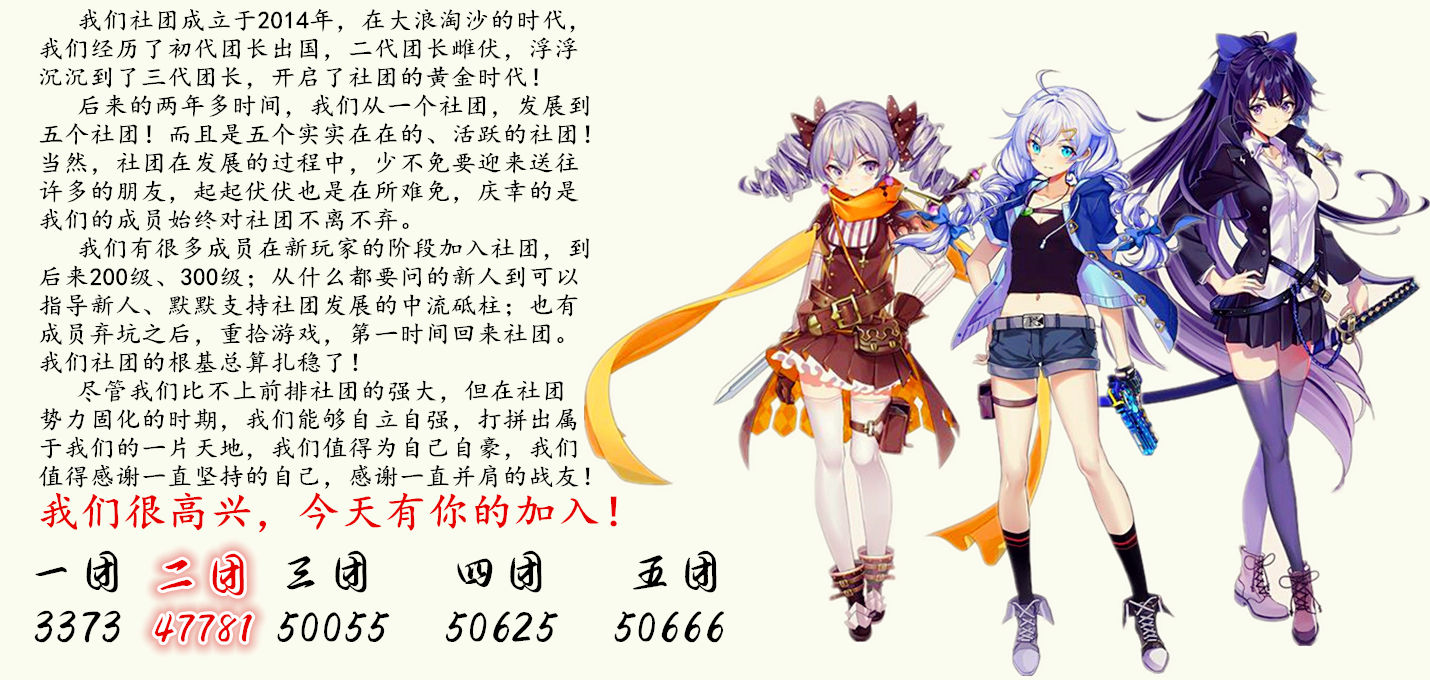 我们社团成立于2014年，在大浪淘沙的时代，
我们经历了初代团长出国，二代团长雌伏，浮浮
沉沉到了三代团长，开启了社团的黄金时代！
后来的两年多时间，我们从一个社团，发展到
五个社团！而且是五个实实在在的、活跃的社团！
当然，社团在发展的过程中，少不免要迎来送往
许多的朋友，起起伏伏也是在所难免，庆幸的是
我们的成员始终对社团不离不弃。
我们有很多成员在新玩家的阶段加入社团，到
后来200级、300级；从什么都要问的新人到可以
指导新人、默默支持社团发展的中流砥柱；也有
成员弃坑之后，重拾游戏，第一时间回来社团。
我们社团的根基总算扎稳了！
尽管我们比不上前排社团的强大，但在社团
势力固化的时期，我们能够自立自强，打拼出属
于我们的一片天地，我们值得为自己自豪，我们
值得感谢一直坚持的自己，感谢一直并肩的战友！
我们很高兴，今天有你的加入！
一团 二团 三团 四团 五团
3373 47781 50055 50625 50666